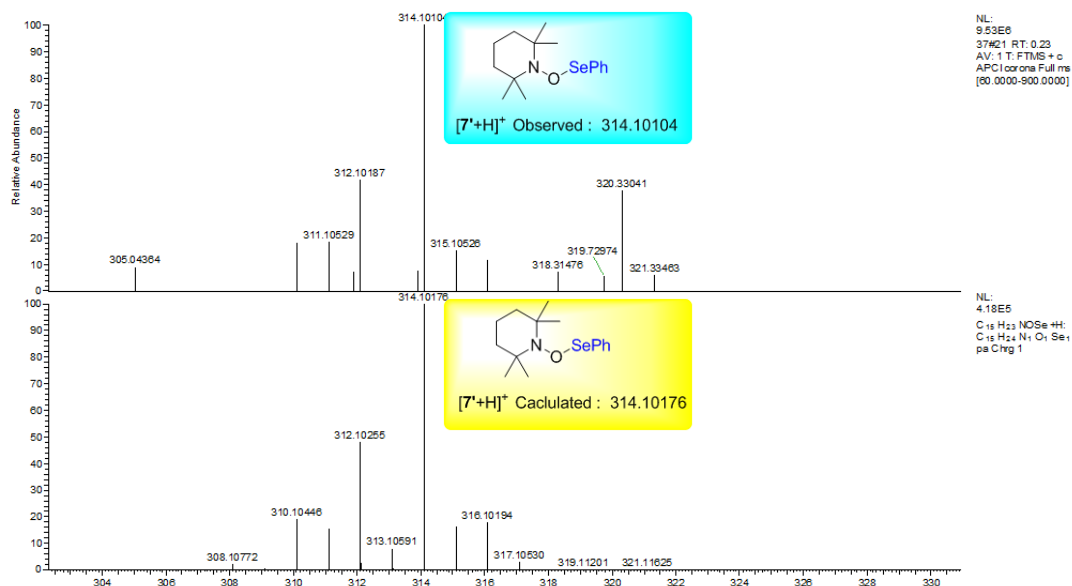 NL:
9.53E6
37#21 RT: 0.23
AV: 1 T: FTMS + c
APCI corona Full ms
[60.0000-900.0000]
100
90
80
70
60
50
40
30
20
10
0
Relative Abundance
314.10104
N
O
SePh
[7'+H]+ Observed : 314.10104
312.10187
320.33041
311.10529
315.10526
319.72974
305.04364
318.31476
321.33463
NL:
4.18E5
C15 H23 NOSe +H:
C15 H24 N1 O1 Se1
pa Chrg 1
100
90
80
70
60
50
40
30
20
10
0
314.10176
N
O
SePh
[7'+H]+ Caclulated : 314.10176
312.10255
310.10446
316.10194
313.10591
317.10530
308.10772
319.11201
321.11625
304
306
308
310
312
314
316
318
320
322
324
326
328
330